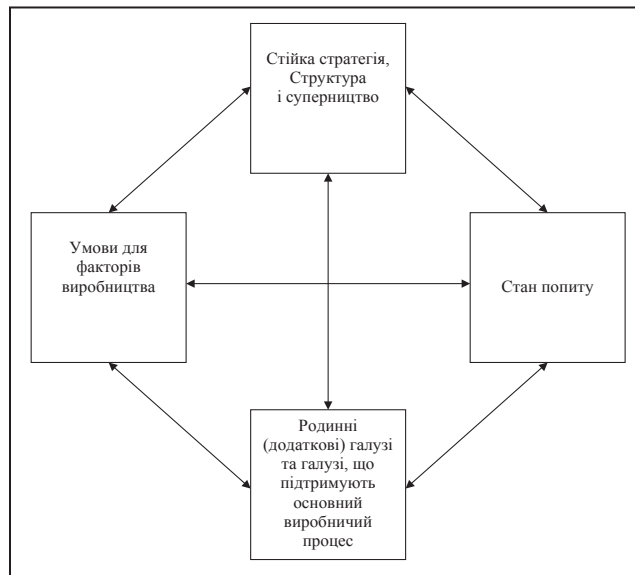 Стійка стратегія,
Структура
і суперництво
Умови для
факторів
виробництва
Стан попиту
Родинні
(додаткові) галузі
та галузі, що
підтримують
основний
виробничий
процес